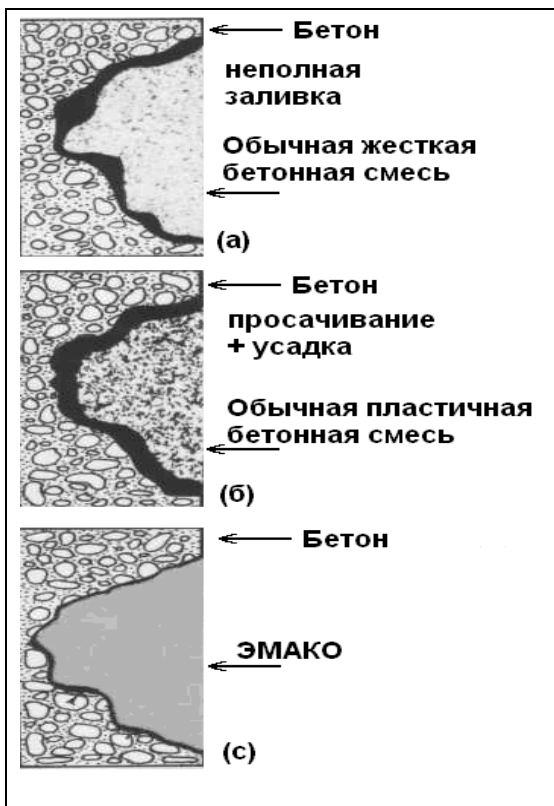 Бетон
неполная
заливка
Обычная жесткая
бетонная смесь
(а)
Бетон
просачивание
+ усадка
Обычная пластичная
бетонная смесь
(б)
Бетон
ЭМАКО
(с)